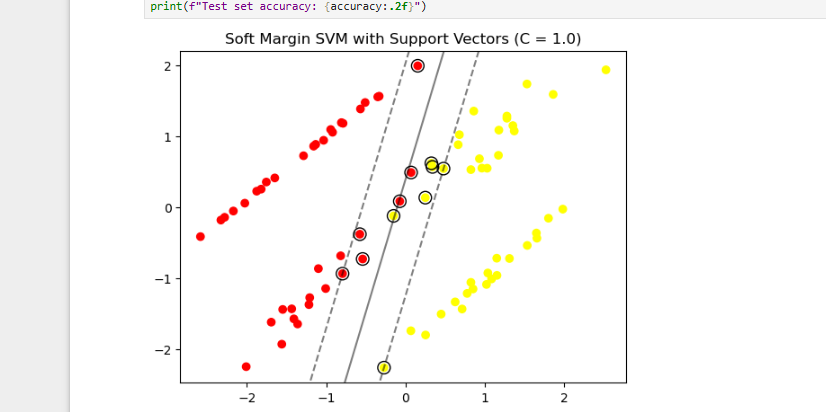 print(f"Test set accuracy: {accuracy:.2f}")
Soft Margin SVM with Support Vectors (C = 1.0)
2
1
0
−1
−2
−2 −1 0 1 2